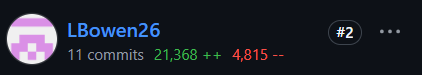 LBowen26 #2
11 commits 21,368 ++ 4,815 --